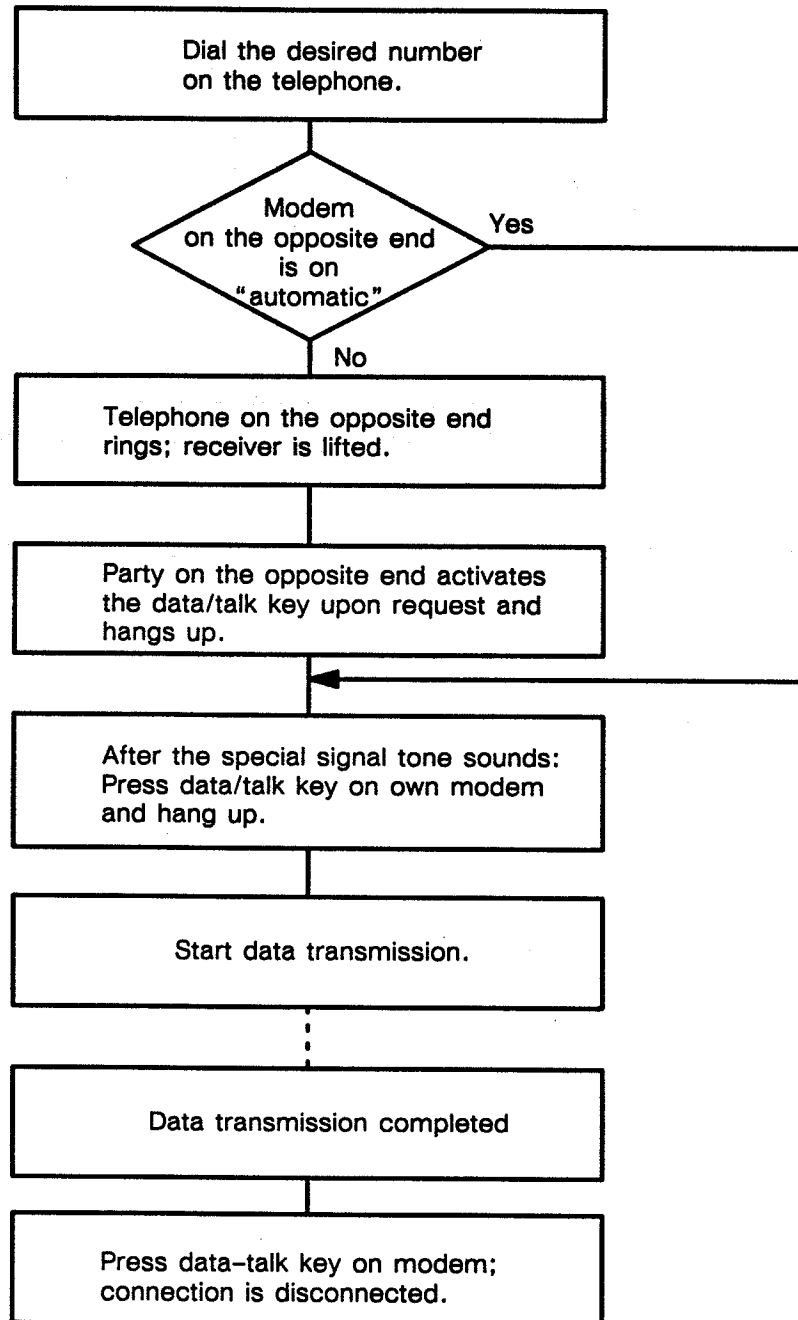 Dial the desired number
on the telephone.
Modem
on the opposite end
is on
“automatic”
Yes
No
Telephone on the opposite end
rings; receiver is lifted.
Party on the opposite end activates
the data/talk key upon request and
hangs up.
After the special signal tone sounds:
Press data/talk key on own modem
and hang up.
Start data transmission.
Data transmission completed
Press data–talk key on modem;
connection is disconnected.